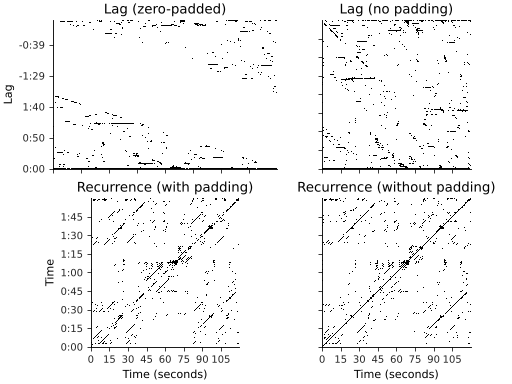 Lag (zero-padded)
Lag (no padding)
Lag
-0:39
-1:29
1:40
0:50
0:00
Recurrence (with padding)
Recurrence (without padding)
Time
1:45
1:30
1:15
1:00
0:45
0:30
0:15
0:00
0 15 30 45 60 75 90 105
0 15 30 45 60 75 90 105
Time (seconds)
Time (seconds)